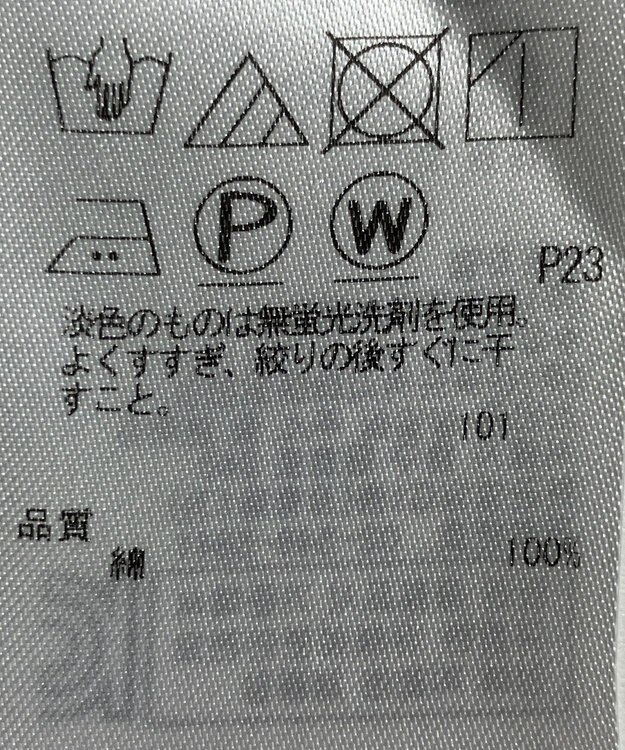 P W
P23
淡色のものは無蛍光洗剤を使用。
よくすすぎ、絞りの後すぐに干
すこと。
101
品質
綿 100%